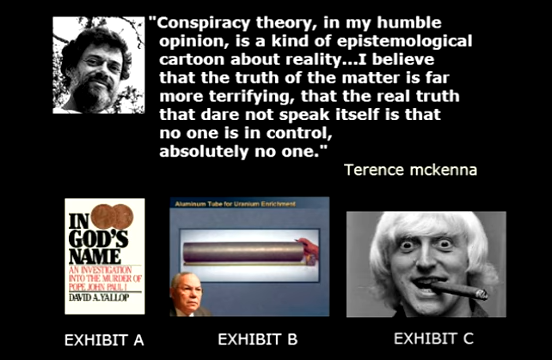 "Conspiracy theory, in my humble
opinion, is a kind of epistemological
cartoon about reality...I believe
that the truth of the matter is far
more terrifying, that the real truth
that dare not speak itself is that
no one is in control,
absolutely no one."
Terence mckenna
IN
GOD'S
NAME
AN INVESTIGATION
INTO THE MURDER OF
POPE JOHN PAUL I
DAVID A. YALLOP
Aluminum Tube for Uranium Enrichment
EXHIBIT A
EXHIBIT B
EXHIBIT C